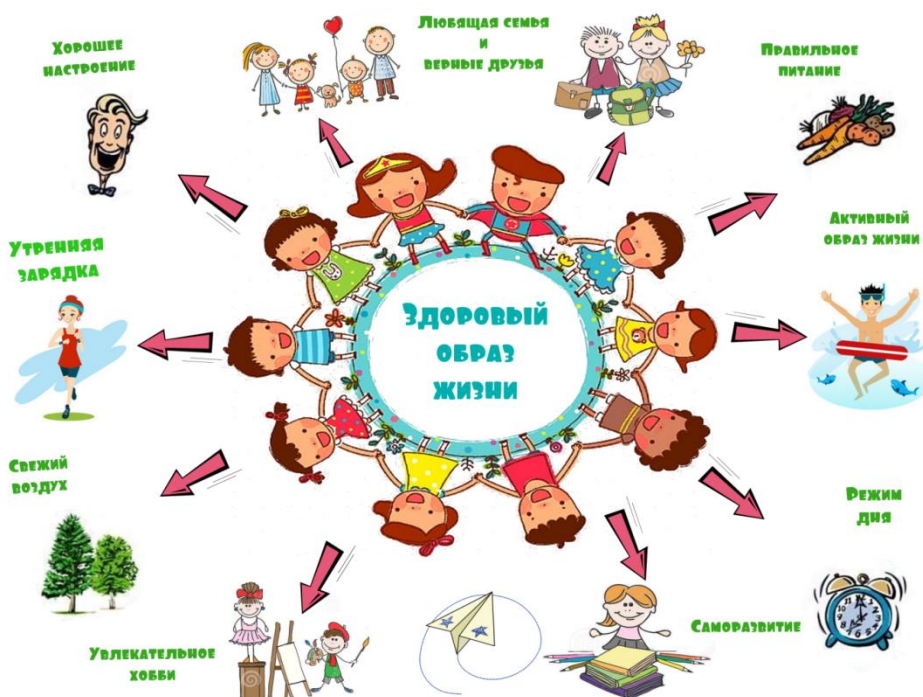 Хорошее
настроение
Любящая семья
и
верные друзья
Правильное
питание
Утренняя
зарядка
Активный
образ жизни
Здоровый
образ
жизни
Свежий
воздух
Режим
дня
Увлекательное
хобби
Саморазвитие